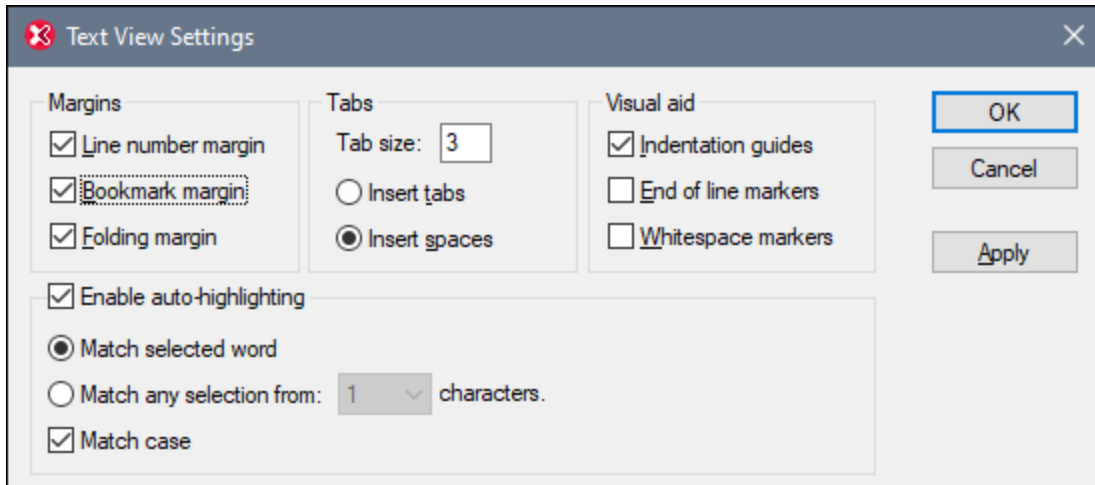 Text View Settings
Margins
Line number margin
Bookmark margin
Folding margin
Tabs
Tab size: 3
Insert tabs
Insert spaces
Visual aid
Indentation guides
End of line markers
Whitespace markers
OK
Cancel
Apply
Enable auto-highlighting
Match selected word
Match any selection from: 1 characters.
Match case